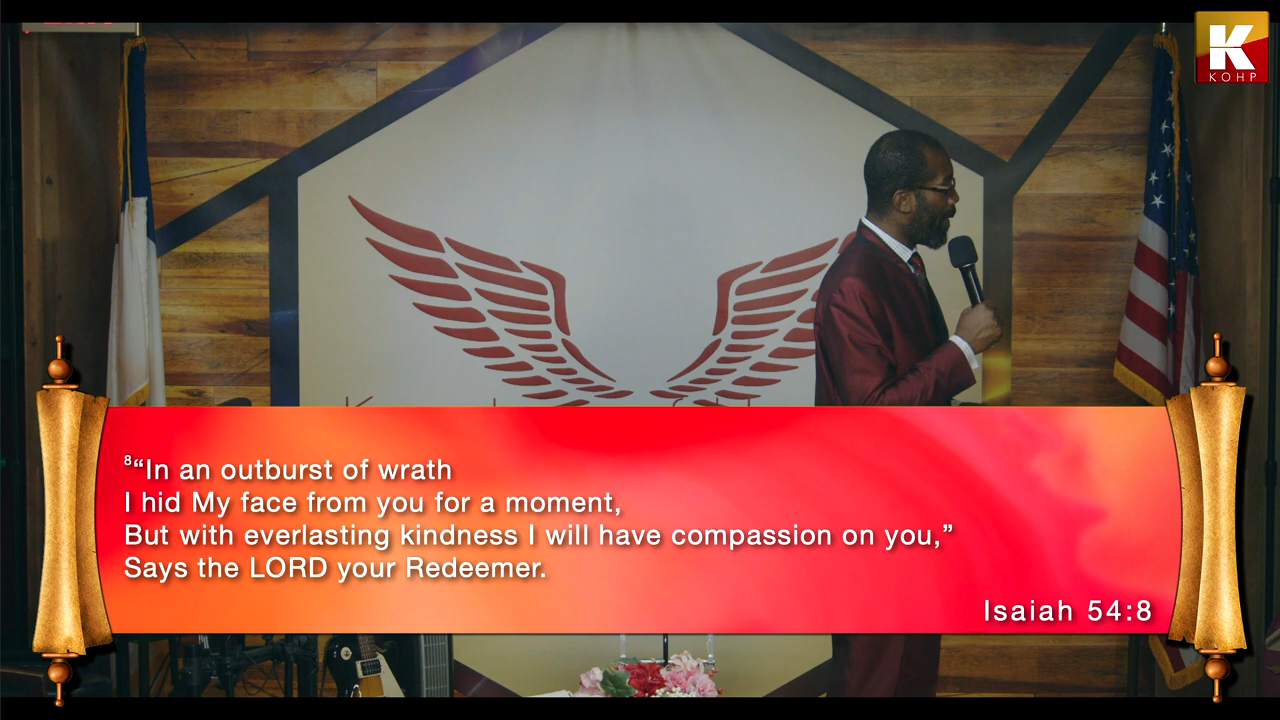 K
KOHP
⁸“In an outburst of wrath
I hid My face from you for a moment,
But with everlasting kindness I will have compassion on you,”
Says the LORD your Redeemer.
Isaiah 54:8